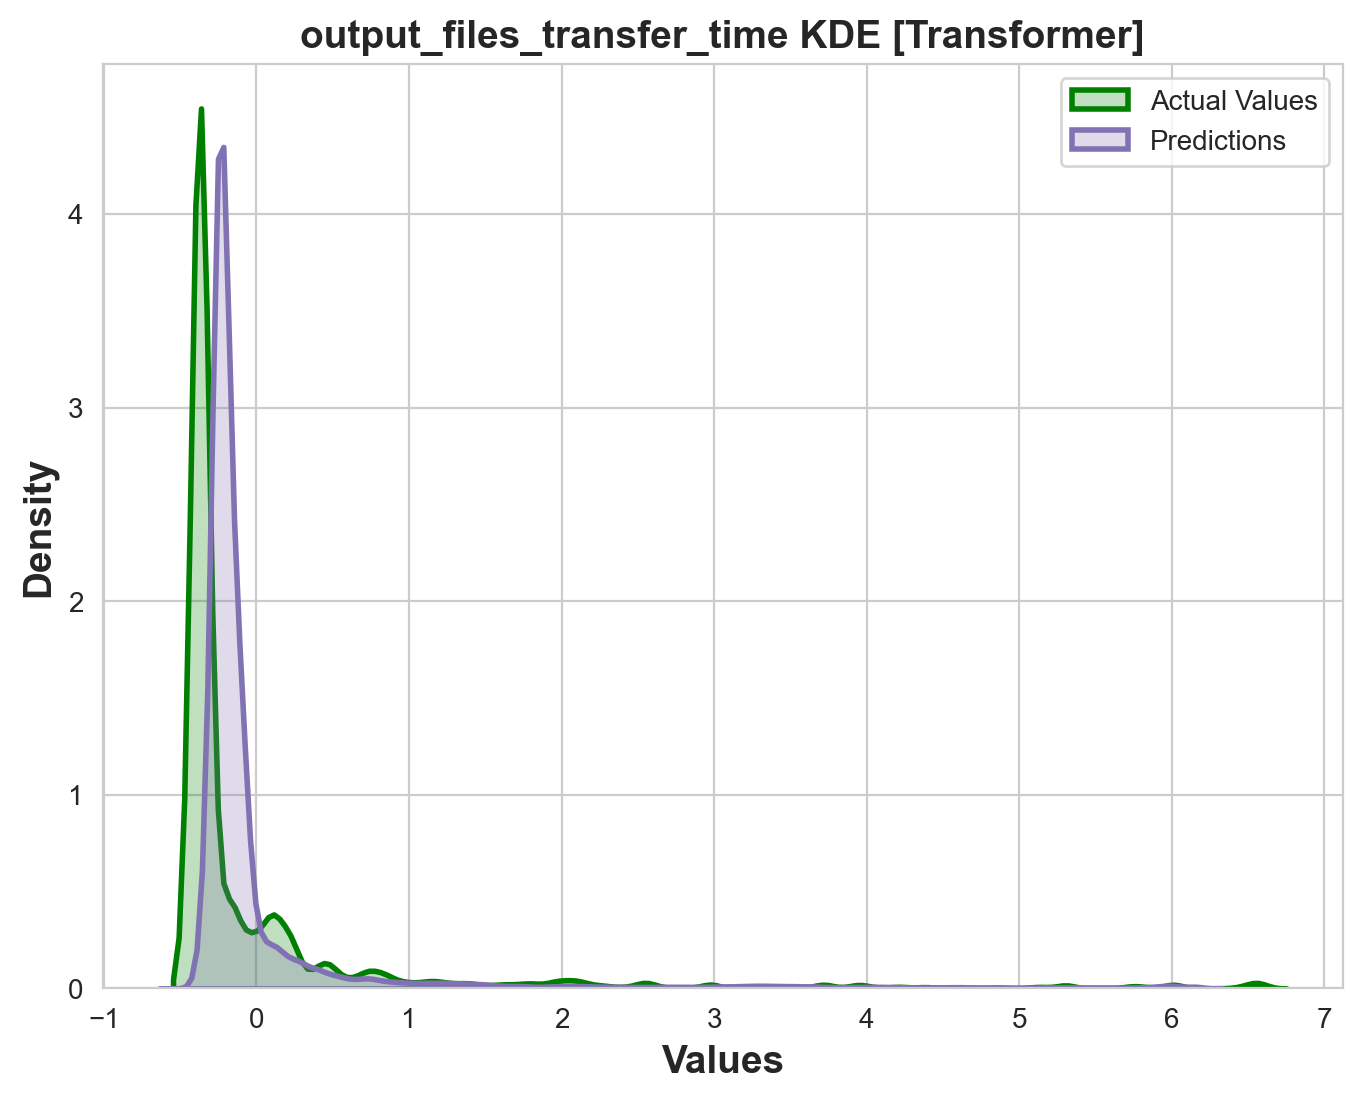 output_files_transfer_time KDE [Transformer]
Actual Values
Predictions
Density
4
3
2
1
0
−1
0
1
2
3
4
5
6
7
Values